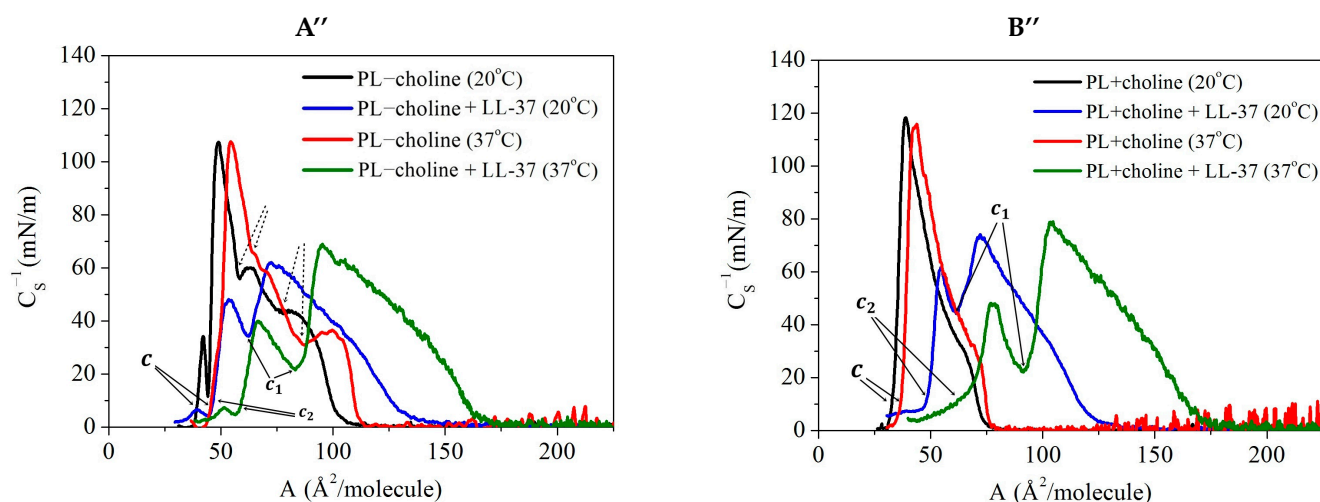 A′′
140
120
100
80
60
40
20
0
C_S⁻¹ (mN/m)
PL−choline (20°C)
PL−choline + LL-37 (20°C)
PL−choline (37°C)
PL−choline + LL-37 (37°C)
c
c₁
c₂
0 50 100 150 200
A (Å²/molecule)
B′′
140
120
100
80
60
40
20
0
C_S⁻¹ (mN/m)
PL+choline (20°C)
PL+choline + LL-37 (20°C)
PL+choline (37°C)
PL+choline + LL-37 (37°C)
c₁
c₂
c
0 50 100 150 200
A (Å²/molecule)